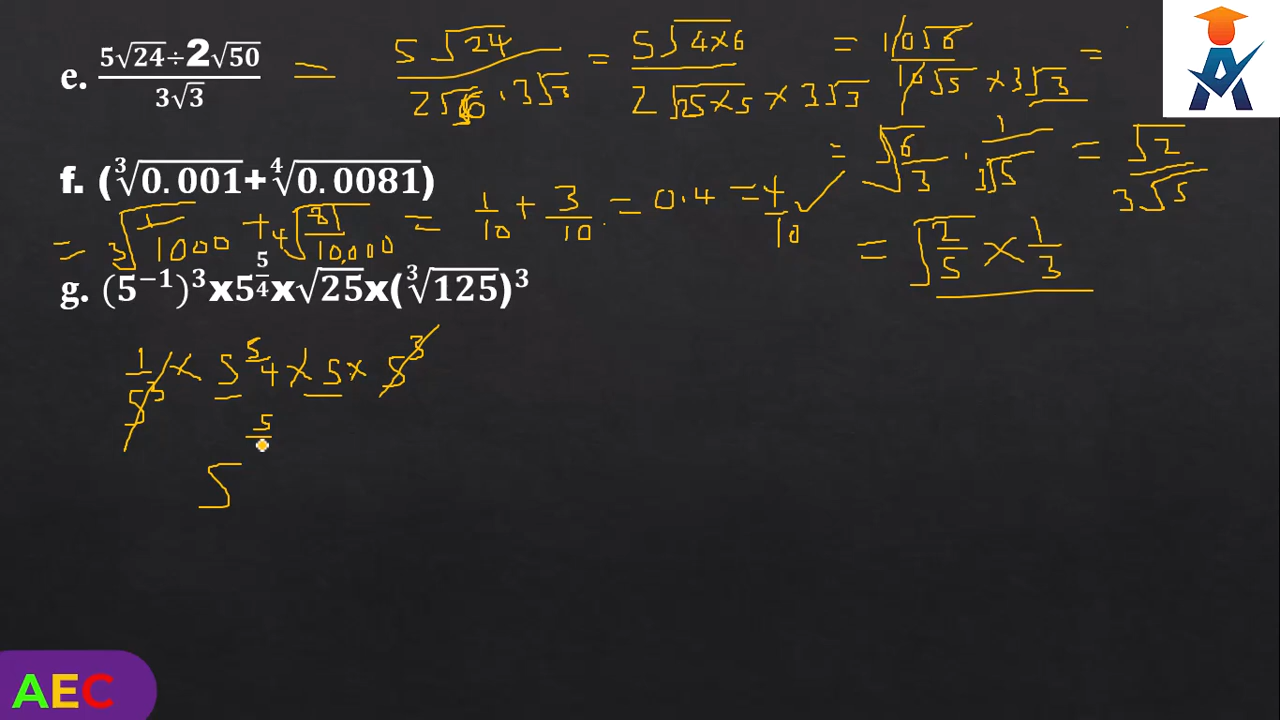 e. (5√24÷2√50)/(3√3) = 5√24/(2√50 · 3√3) = 5√(4×6)/(2√(25×5) × 3√3) = 10√6/(10√5 × 3√3) =
= √(6/3) · 1/(3√5) = √2/(3√5)
f. (∛0.001+∜0.0081)
= ∛(1/1000) + ∜(81/10,000) = 1/10 + 3/10 = 0.4 = 4/10 ✓
= √(2/5) × 1/3
g. (5⁻¹)³x5^(5/4)x√25x(∛125)³
1/5³ × 5^(5/4) × 5 × 5³
5^5
AEC